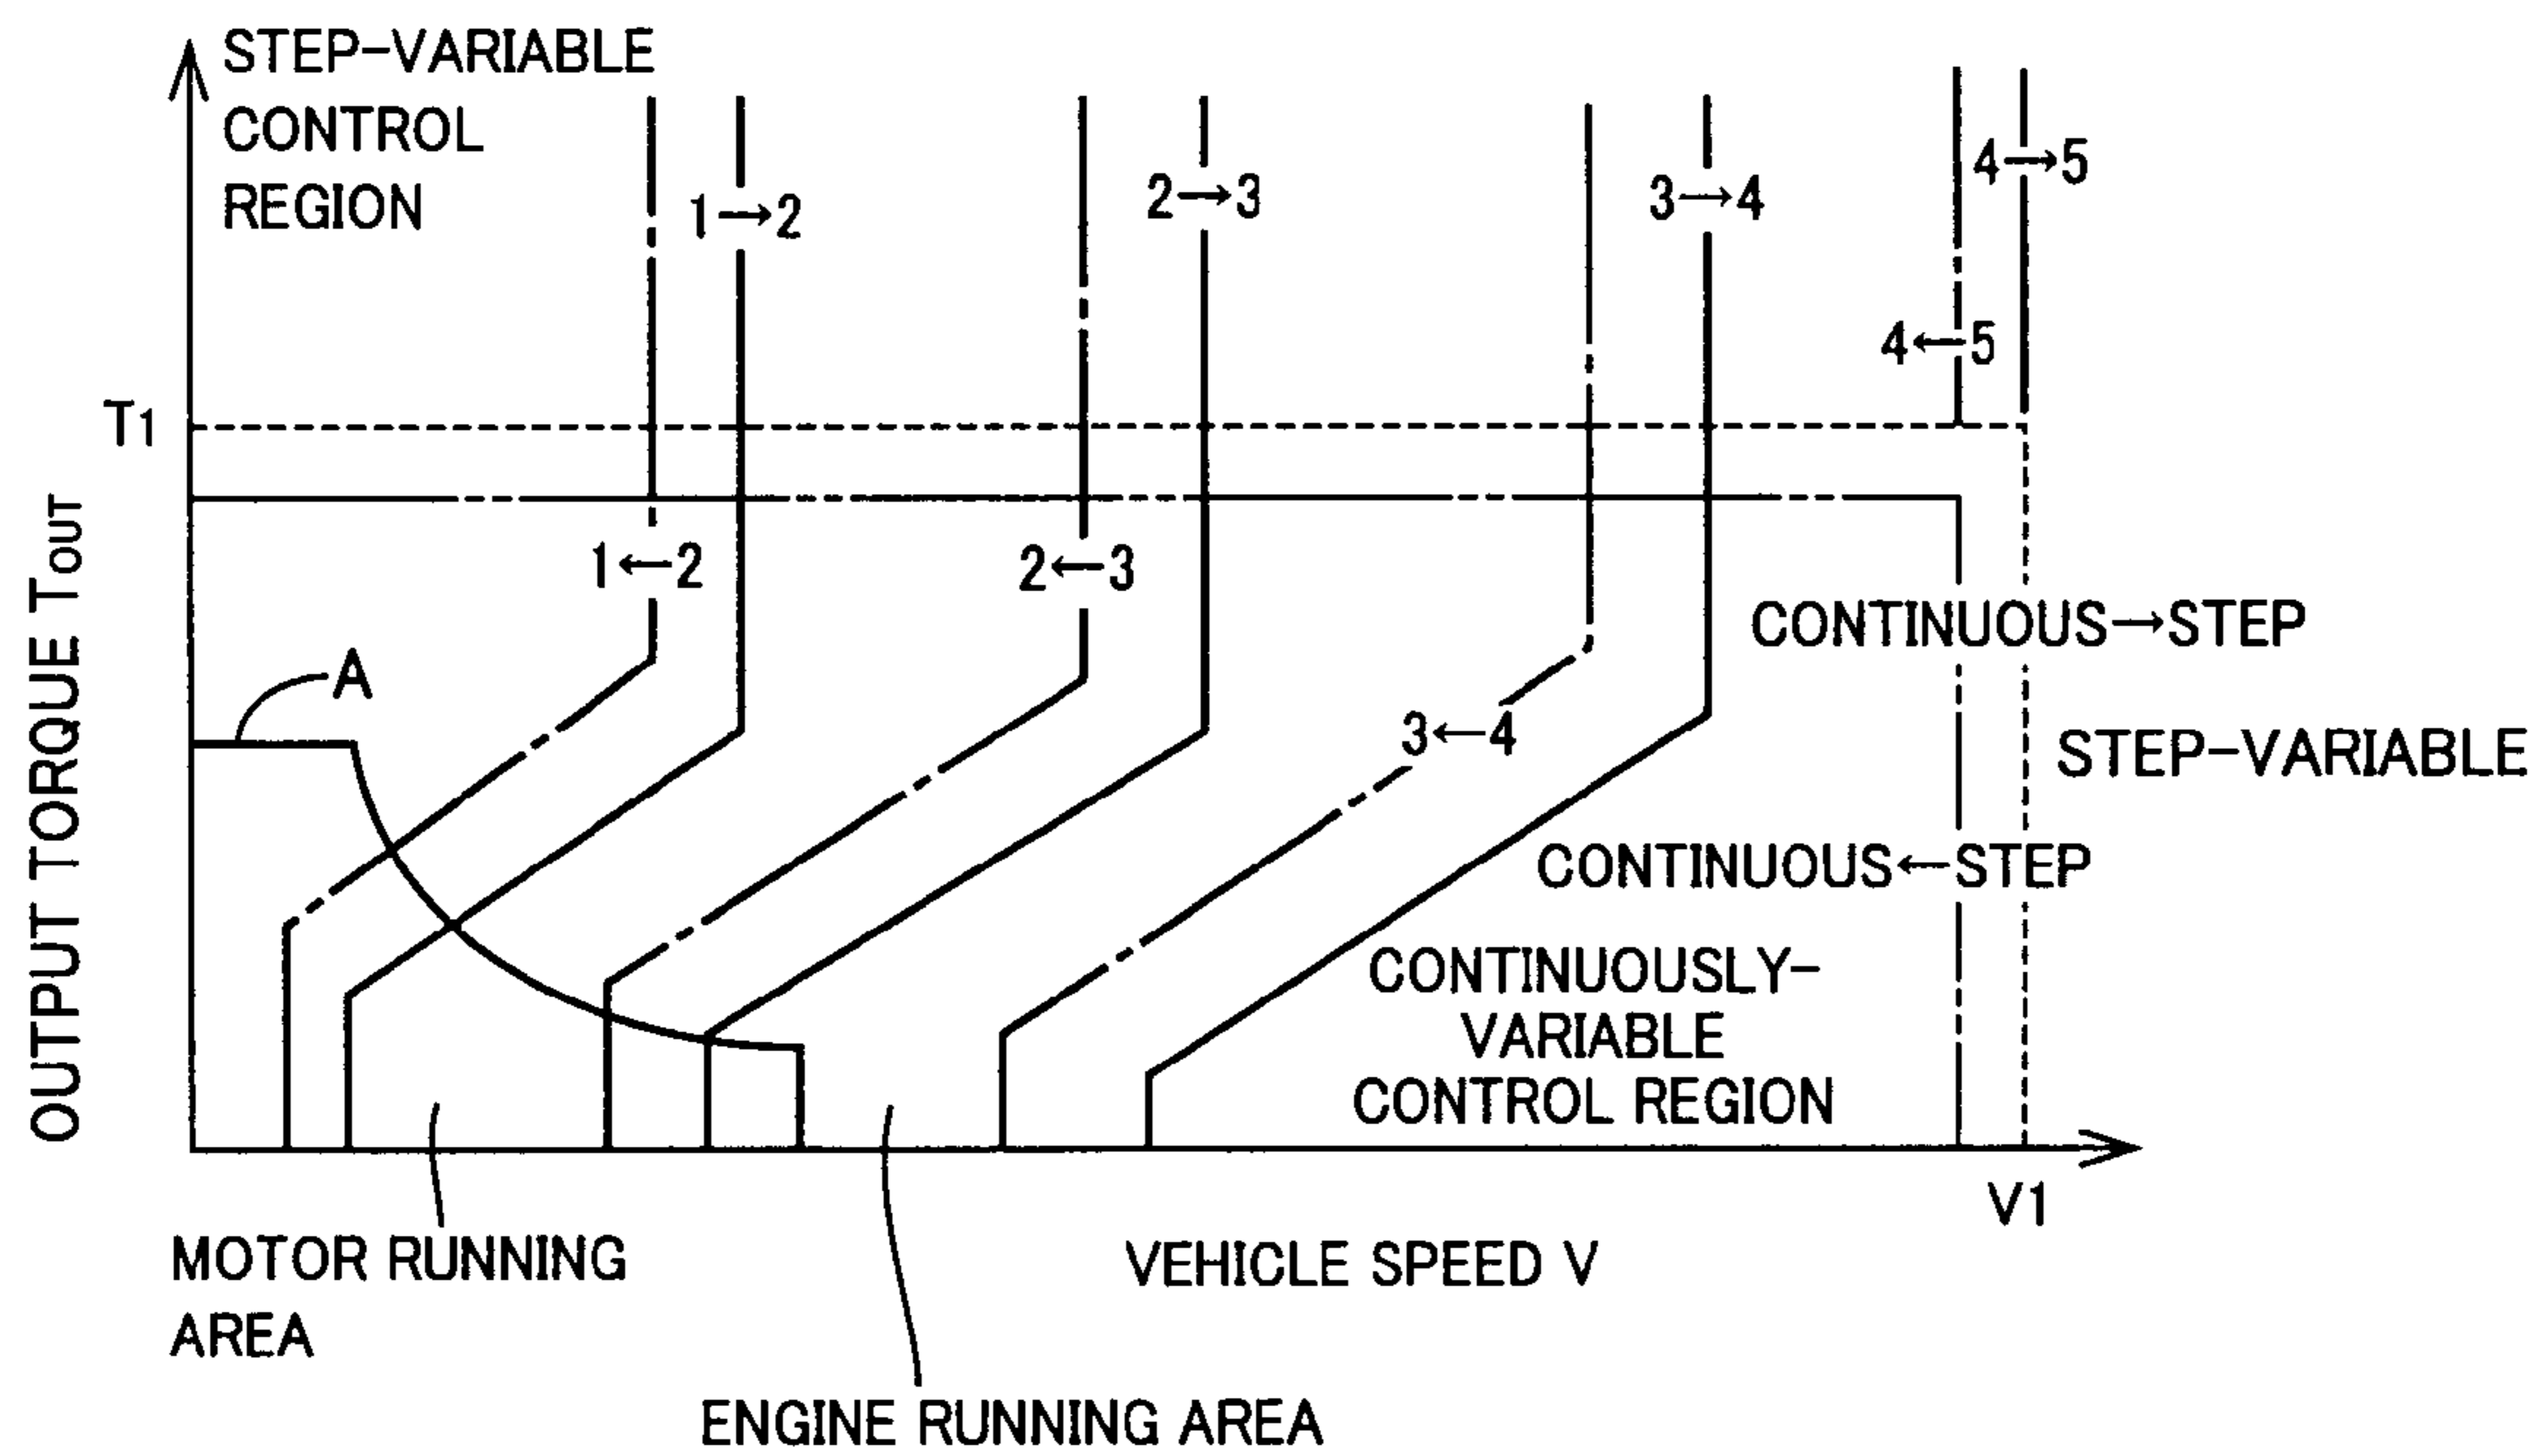 STEP-VARIABLE
CONTROL
REGION
1→2
2→3
3→4
4→5
4←5
T1
1←2
2←3
CONTINUOUS→STEP
A
3←4
STEP-VARIABLE
CONTINUOUS←STEP
CONTINUOUSLY-
VARIABLE
CONTROL REGION
OUTPUT TORQUE TOUT
V1
MOTOR RUNNING
AREA
VEHICLE SPEED V
ENGINE RUNNING AREA